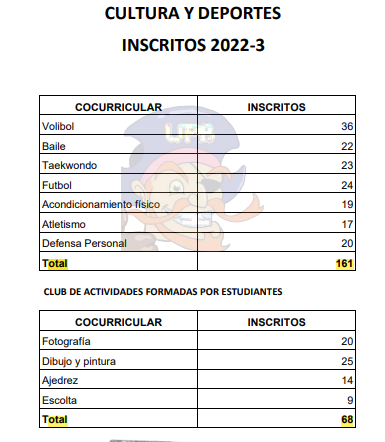 CULTURA Y DEPORTES
INSCRITOS 2022-3
COCURRICULAR INSCRITOS
Volibol 36
Baile 22
Taekwondo 23
Futbol 24
Acondicionamiento físico 19
Atletismo 17
Defensa Personal 20
Total 161
CLUB DE ACTIVIDADES FORMADAS POR ESTUDIANTES
COCURRICULAR INSCRITOS
Fotografía 20
Dibujo y pintura 25
Ajedrez 14
Escolta 9
Total 68